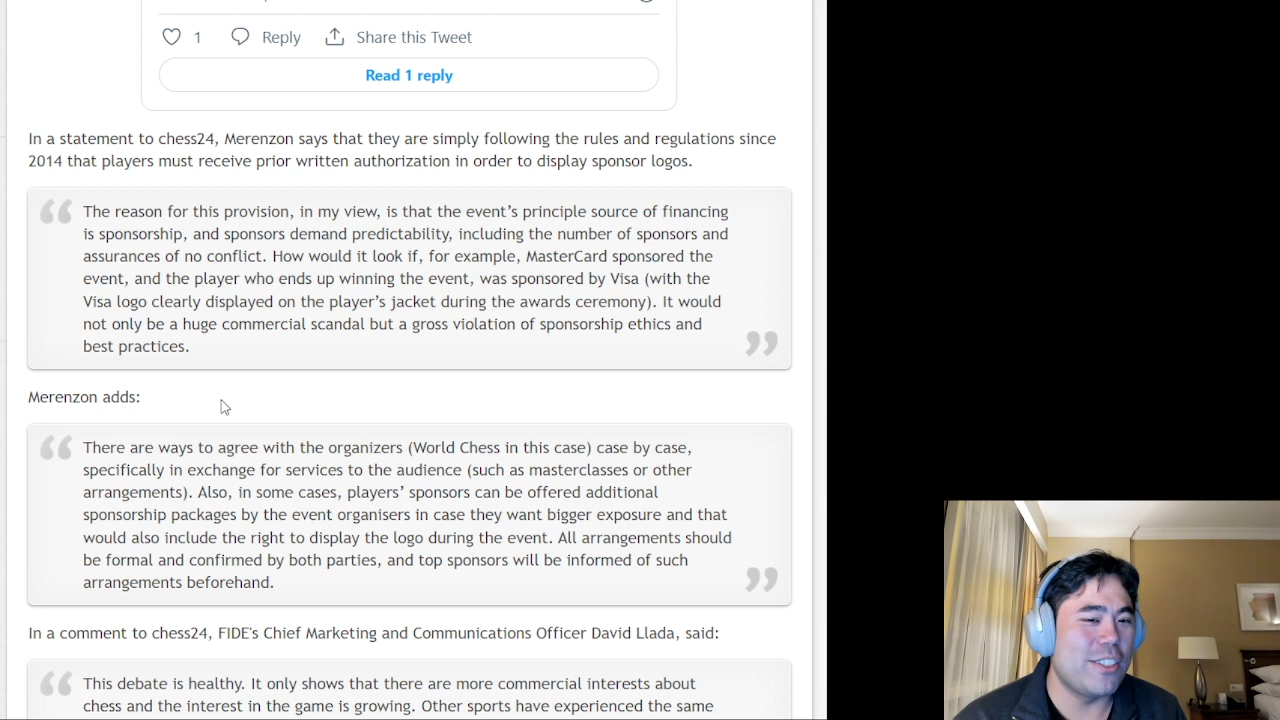 1 Reply Share this Tweet
Read 1 reply
In a statement to chess24, Merenzon says that they are simply following the rules and regulations since
2014 that players must receive prior written authorization in order to display sponsor logos.
The reason for this provision, in my view, is that the event’s principle source of financing
is sponsorship, and sponsors demand predictability, including the number of sponsors and
assurances of no conflict. How would it look if, for example, MasterCard sponsored the
event, and the player who ends up winning the event, was sponsored by Visa (with the
Visa logo clearly displayed on the player’s jacket during the awards ceremony). It would
not only be a huge commercial scandal but a gross violation of sponsorship ethics and
best practices.
Merenzon adds:
There are ways to agree with the organizers (World Chess in this case) case by case,
specifically in exchange for services to the audience (such as masterclasses or other
arrangements). Also, in some cases, players’ sponsors can be offered additional
sponsorship packages by the event organisers in case they want bigger exposure and that
would also include the right to display the logo during the event. All arrangements should
be formal and confirmed by both parties, and top sponsors will be informed of such
arrangements beforehand.
In a comment to chess24, FIDE's Chief Marketing and Communications Officer David Llada, said:
This debate is healthy. It only shows that there are more commercial interests about
chess and the interest in the game is growing. Other sports have experienced the same